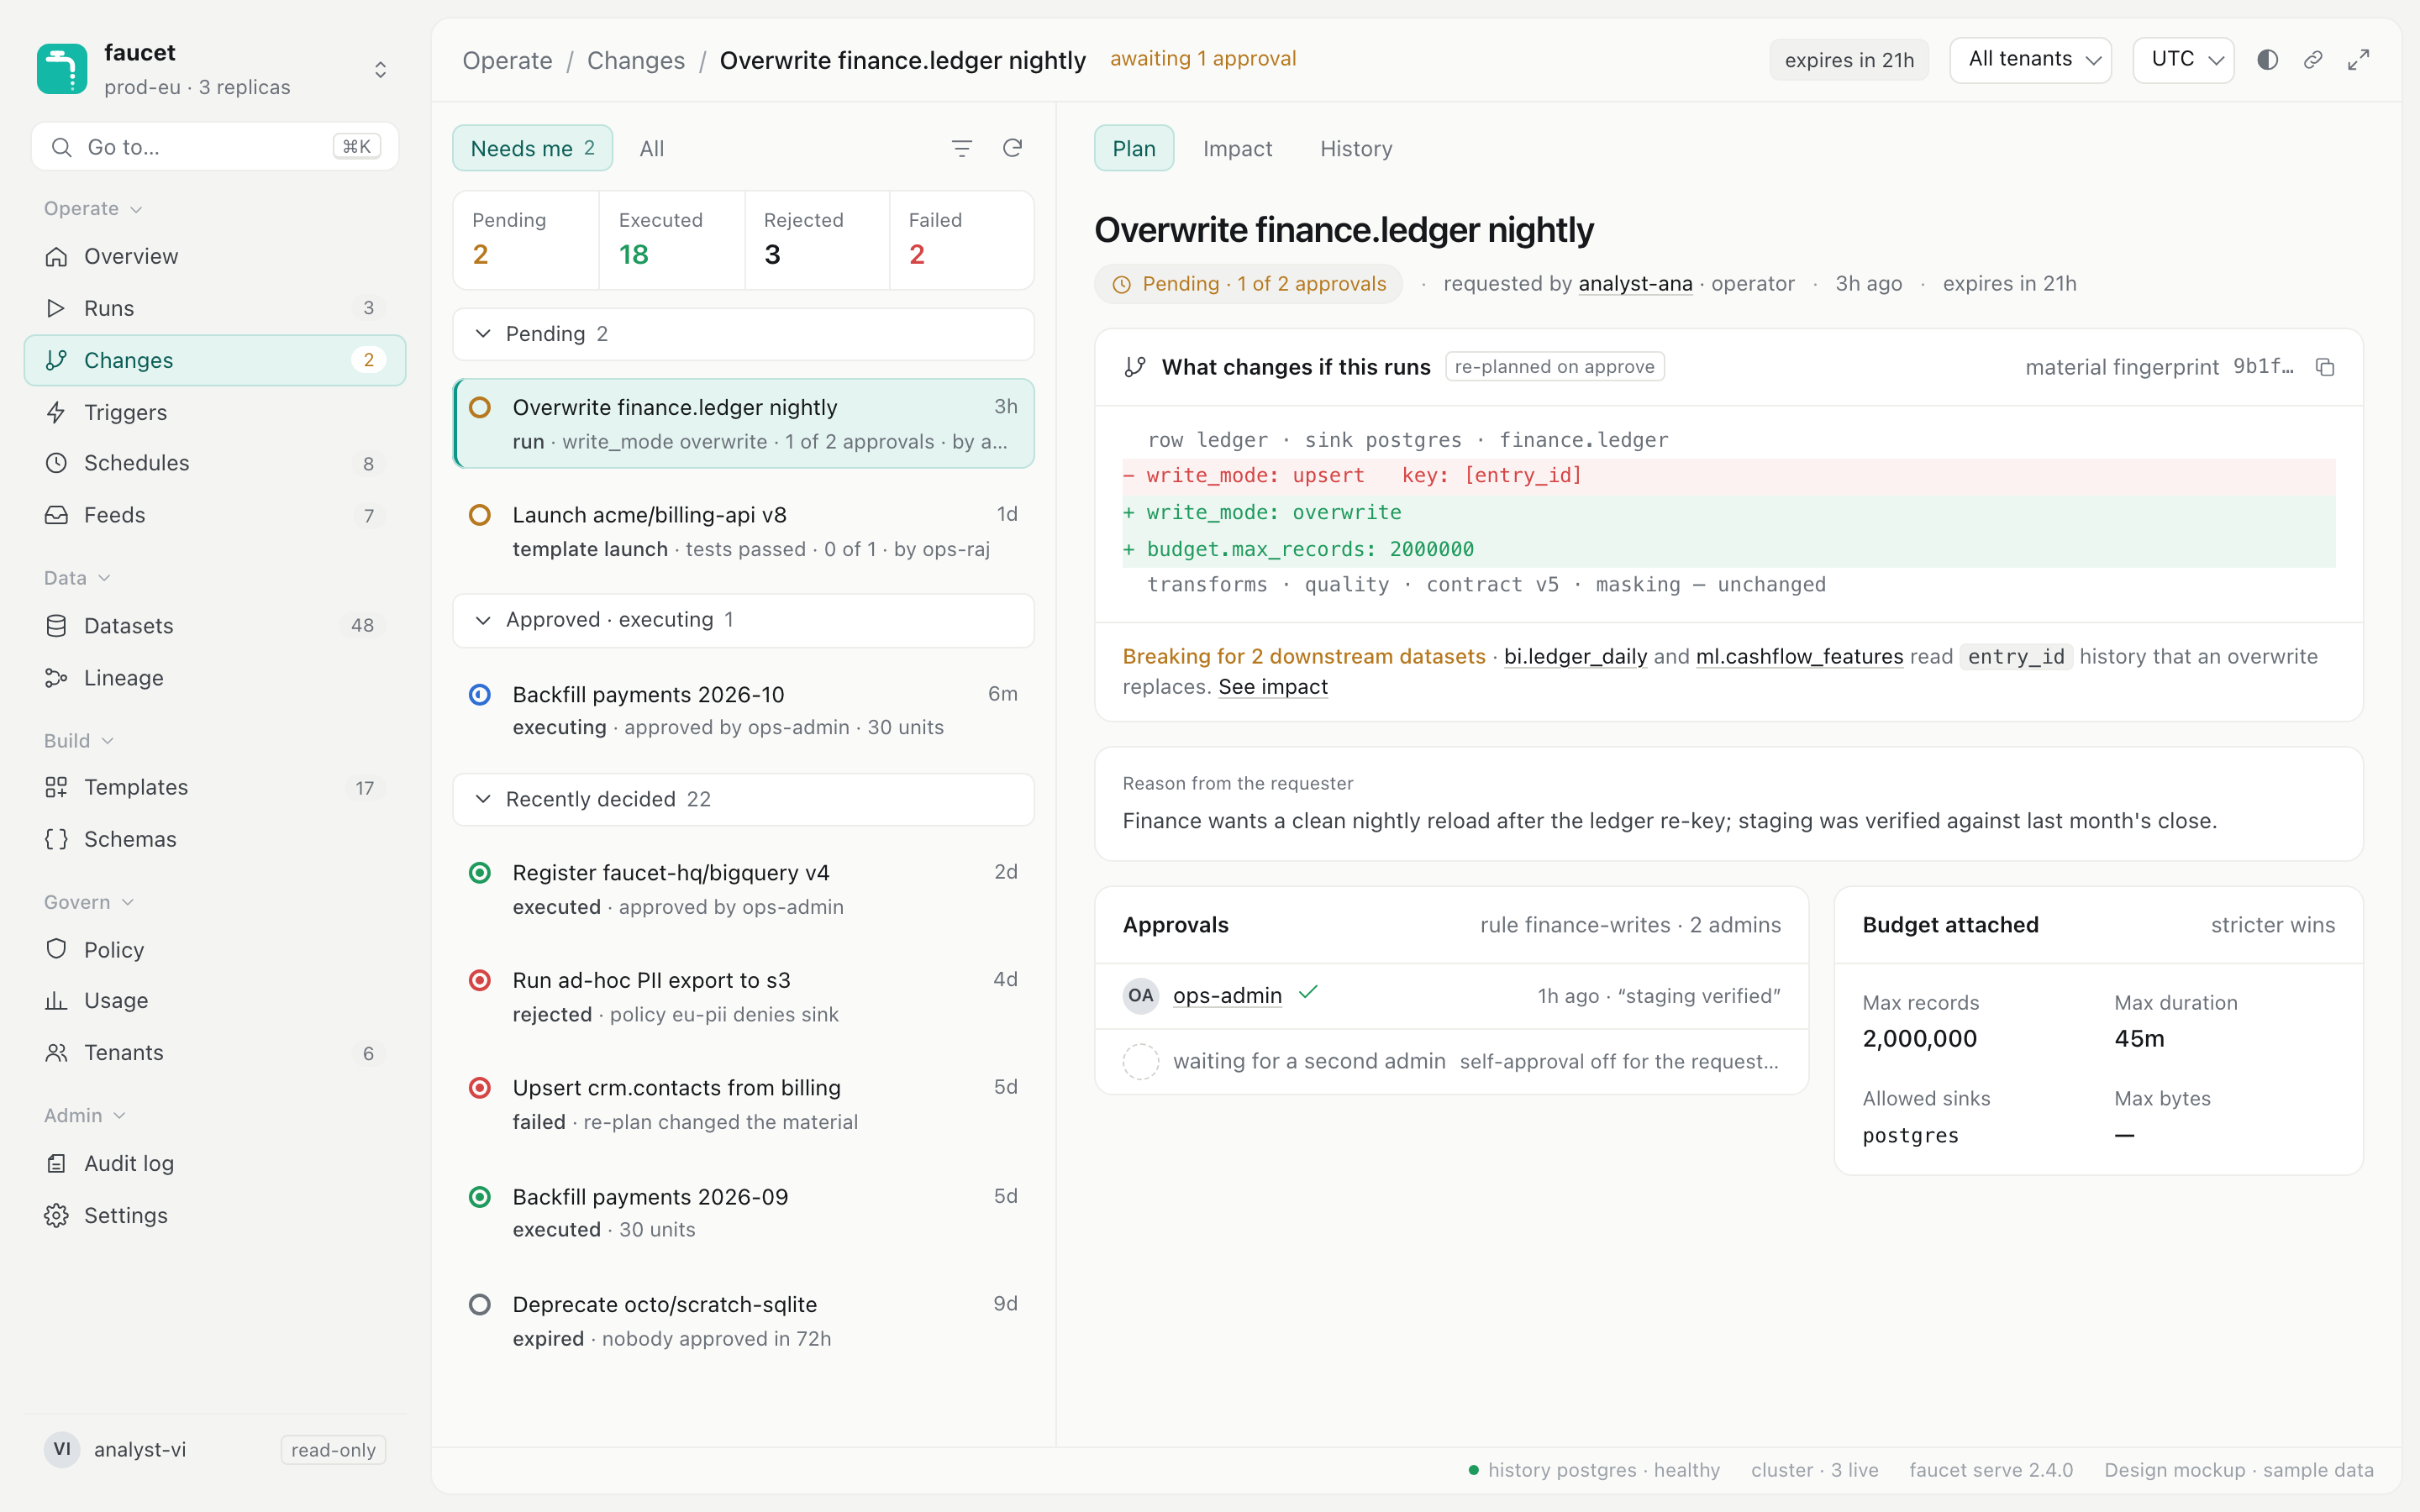 faucet
prod-eu · 3 replicas
Go to...
⌘K
Operate
Overview
Runs 3
Changes 2
Triggers
Schedules 8
Feeds 7
Data
Datasets 48
Lineage
Build
Templates 17
Schemas
Govern
Policy
Usage
Tenants 6
Admin
Audit log
Settings
VI analyst-vi read-only
Operate / Changes / Overwrite finance.ledger nightly awaiting 1 approval
expires in 21h All tenants UTC
Needs me 2 All
Pending Executed Rejected Failed
2 18 3 2
Pending 2
Overwrite finance.ledger nightly 3h
run · write_mode overwrite · 1 of 2 approvals · by a...
Launch acme/billing-api v8 1d
template launch · tests passed · 0 of 1 · by ops-raj
Approved · executing 1
Backfill payments 2026-10 6m
executing · approved by ops-admin · 30 units
Recently decided 22
Register faucet-hq/bigquery v4 2d
executed · approved by ops-admin
Run ad-hoc PII export to s3 4d
rejected · policy eu-pii denies sink
Upsert crm.contacts from billing 5d
failed · re-plan changed the material
Backfill payments 2026-09 5d
executed · 30 units
Deprecate octo/scratch-sqlite 9d
expired · nobody approved in 72h
Plan Impact History
Overwrite finance.ledger nightly
Pending · 1 of 2 approvals · requested by analyst-ana · operator · 3h ago · expires in 21h
What changes if this runs re-planned on approve material fingerprint 9b1f...
row ledger · sink postgres · finance.ledger
− write_mode: upsert key: [entry_id]
+ write_mode: overwrite
+ budget.max_records: 2000000
transforms · quality · contract v5 · masking — unchanged
Breaking for 2 downstream datasets · bi.ledger_daily and ml.cashflow_features read entry_id history that an overwrite
replaces. See impact
Reason from the requester
Finance wants a clean nightly reload after the ledger re-key; staging was verified against last month's close.
Approvals rule finance-writes · 2 admins
OA ops-admin 1h ago · “staging verified”
waiting for a second admin self-approval off for the request...
Budget attached stricter wins
Max records Max duration
2,000,000 45m
Allowed sinks Max bytes
postgres —
history postgres · healthy cluster · 3 live faucet serve 2.4.0 Design mockup · sample data